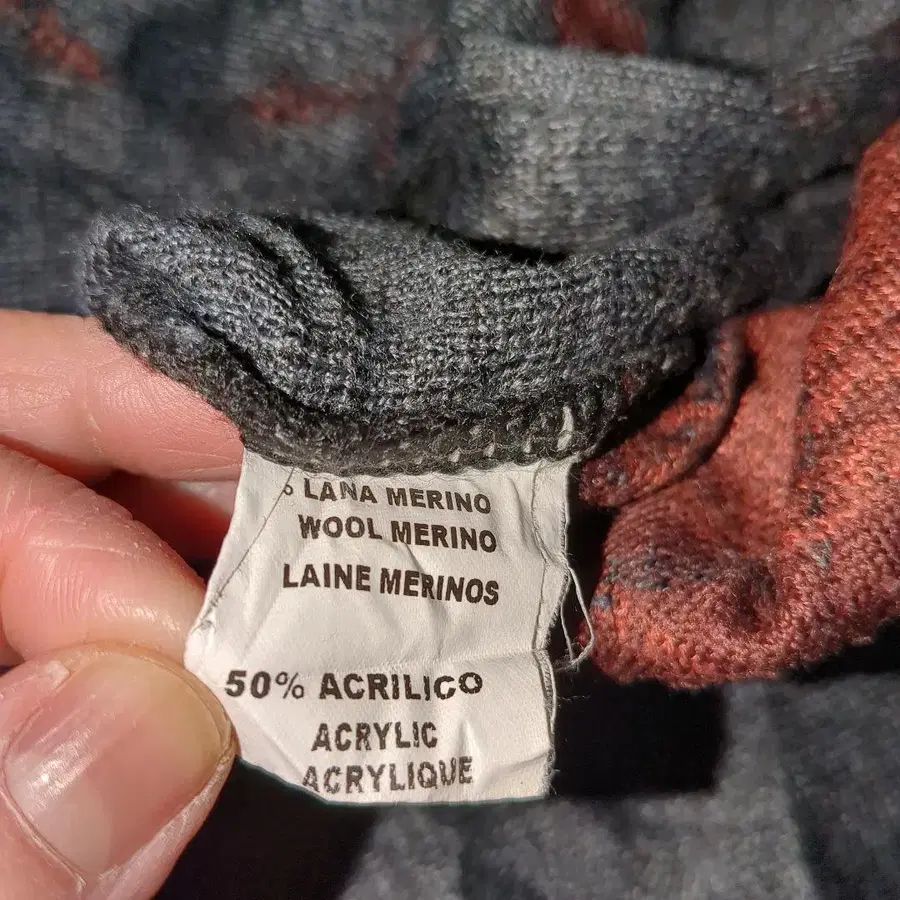 % LANA MERINO
WOOL MERINO
LAINE MERINOS
50% ACRILICO
ACRYLIC
ACRYLIQUE